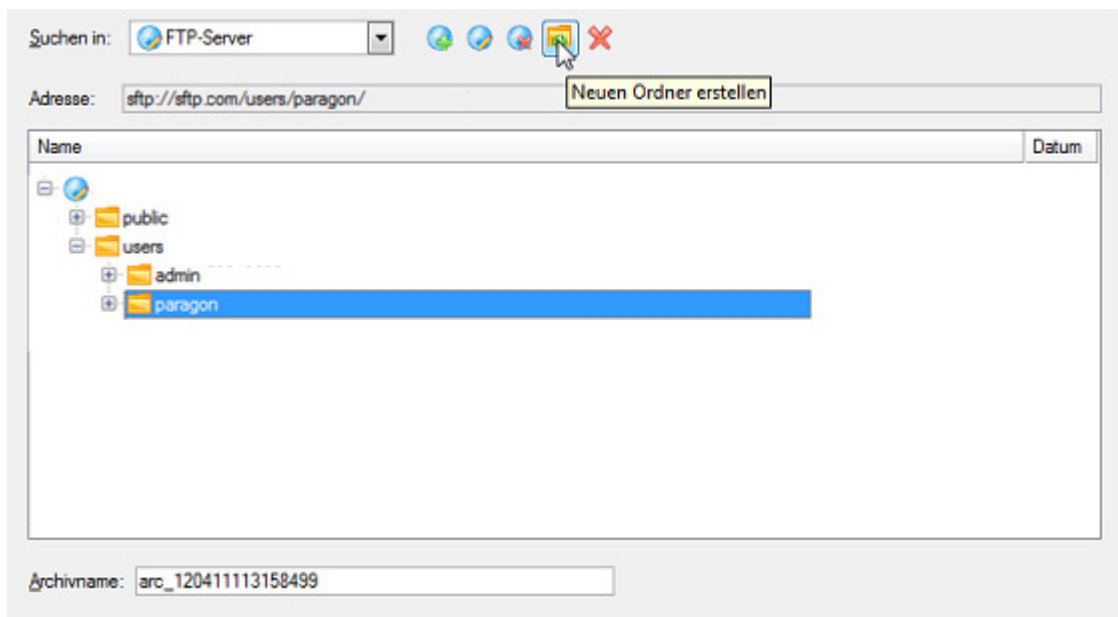 Suchen in: FTP-Server
Neuen Ordner erstellen
Adresse: sftp://sftp.com/users/paragon/
Name Datum
public
users
admin
paragon
Archivname: arc_120411113158499